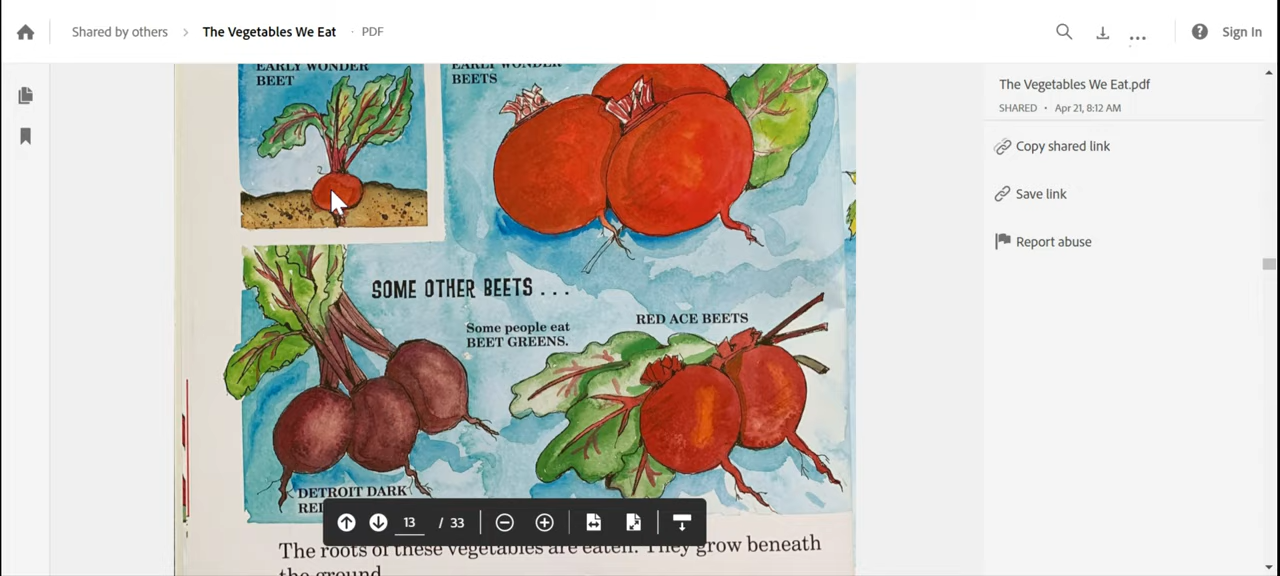 Shared by others > The Vegetables We Eat · PDF
... ? Sign In
EARLY WONDER
BEET
EARLY WONDER
BEETS
SOME OTHER BEETS . . .
Some people eat
BEET GREENS.
RED ACE BEETS
DETROIT DARK
RE
13 / 33
The roots of these vegetables are eaten. They grow beneath
the ground
The Vegetables We Eat.pdf
SHARED • Apr 21, 8:12 AM
Copy shared link
Save link
Report abuse